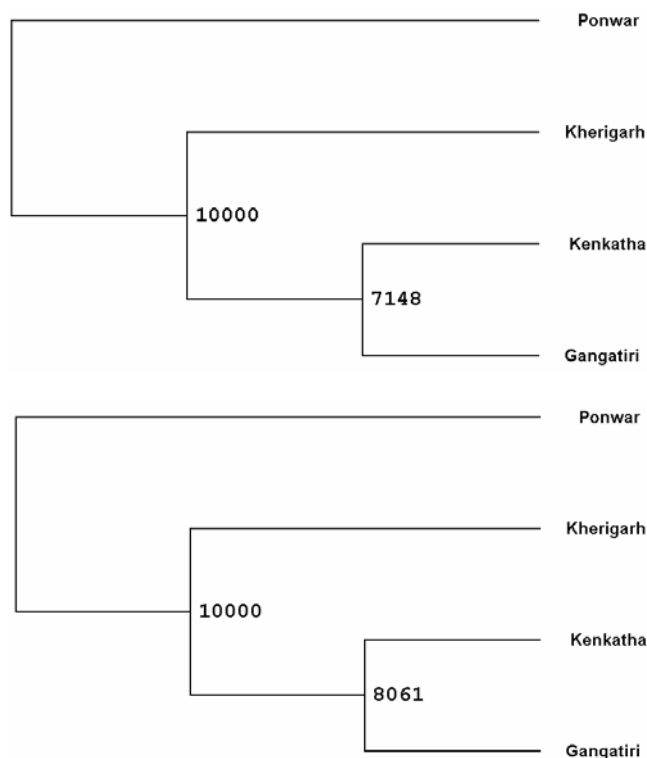 Ponwar
Kherigarh
10000
Kenkatha
7148
Gangatiri
Ponwar
Kherigarh
10000
Kenkatha
8061
Gangatiri